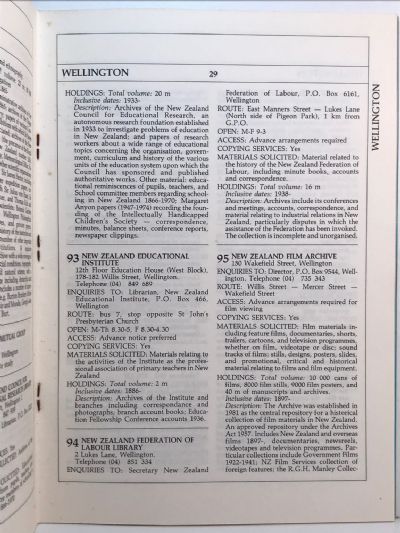 WELLINGTON
29
HOLDINGS: Total volume: 20 m
Inclusive dates: 1933-
Description: Archives of the New Zealand
Council for Educational Research, an
autonomous research foundation established
in 1933 to investigate problems of education
in New Zealand; and papers of research
workers about a wide range of educational
topics concerning the organisation, govern-
ment, curriculum and history of the various
units of the education system upon which the
Council has sponsored and published
authoritative works. Other material: educa-
tional reminiscences of pupils, teachers, and
School committee members regarding school-
ing in New Zealand 1866-1970; Margaret
Anyon papers (1947-1974) recording the foun-
ding of the Intellectually Handicapped
Children's Society — correspondence,
minutes, balance sheets, conference reports,
newspaper clippings.
93 NEW ZEALAND EDUCATIONAL
INSTITUTE
12th Floor Education House (West Block),
178-182 Willis Street, Wellington.
Telephone (04) 849 689
ENQUIRIES TO: Librarian, New Zealand
Educational Institute, P.O. Box 466,
Wellington
ROUTE: bus 7, stop opposite St John's
Presbyterian Church
OPEN: M-Th 8.30-5, F 8.30-4.30
ACCESS: Advance notice preferred
COPYING SERVICES: Yes
MATERIALS SOLICITED: Materials relating to
the activities of the Institute as the profes-
sional association of primary teachers in New
Zealand
HOLDINGS: Total volume: 2 m
Inclusive dates: 1886-
Description: Archives of the Institute and
branches including correspondence and
photographs; branch account books; Educa-
tion Fellowship Conference accounts 1936.
94 NEW ZEALAND FEDERATION OF
LABOUR LIBRARY
2 Lukes Lane, Wellington.
Telephone (04) 851 334
ENQUIRIES TO: Secretary New Zealand
Federation of Labour, P.O. Box 6161,
Wellington
ROUTE: East Manners Street — Lukes Lane
(North side of Pigeon Park), 1 km from
G.P.O.
OPEN: M-F 9-3
ACCESS: Advance arrangements required
COPYING SERVICES: Yes
MATERIALS SOLICITED: Material related to
the history of the New Zealand Federation of
Labour, including minute books, accounts
and correspondence.
HOLDINGS: Total volume: 16 m
Inclusive dates: 1938-
Description: Archives include its conferences
and meetings, accounts, correspondence, and
material relating to industrial relations in New
Zealand, particularly disputes in which the
assistance of the Federation has been invoked.
The collection is incomplete and unorganised.
95 NEW ZEALAND FILM ARCHIVE
150 Wakefield Street, Wellington
ENQUIRIES TO: Director, P.O. Box 9544, Well-
ington. Telephone (04) 735 343
ROUTE: Willis Street — Mercer Street —
Wakefield Street
ACCESS: Advance arrangements required for
film viewing
COPYING SERVICES: Yes
MATERIALS SOLICITED: Film materials in-
cluding feature films, documentaries, shorts,
trailers, cartoons, and television programmes,
whether on film, videotape or disc; sound
tracks of films; stills, designs, posters, slides,
and promotional, critical and historical
material relating to films and film equipment.
HOLDINGS: Total volume: 10 000 cans of
films, 8000 film stills, 9000 film posters, and
40 m of manuscripts and archives.
Inclusive dates: 1897-
Description: The Archive was established in
1981 as the central repository for a historical
collection of film materials in New Zealand.
An approved repository under the Archives
Act 1957. Includes New Zealand and overseas
films 1897-, documentaries, newsreels,
videotapes and television programmes. Par-
ticular collections include Government Films
1922-1941; NZ Film Services collection of
foreign features; the R.G.H. Manley Collec-
WELLINGTON